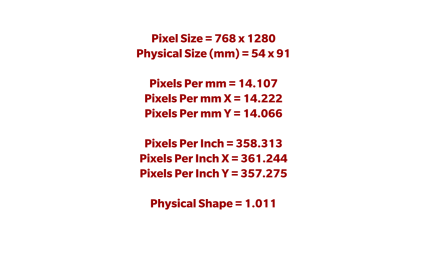 Pixel Size = 768 x 1280
Physical Size (mm) = 54 x 91
Pixels Per mm = 14.107
Pixels Per mm X = 14.222
Pixels Per mm Y = 14.066
Pixels Per Inch = 358.313
Pixels Per Inch X = 361.244
Pixels Per Inch Y = 357.275
Physical Shape = 1.011